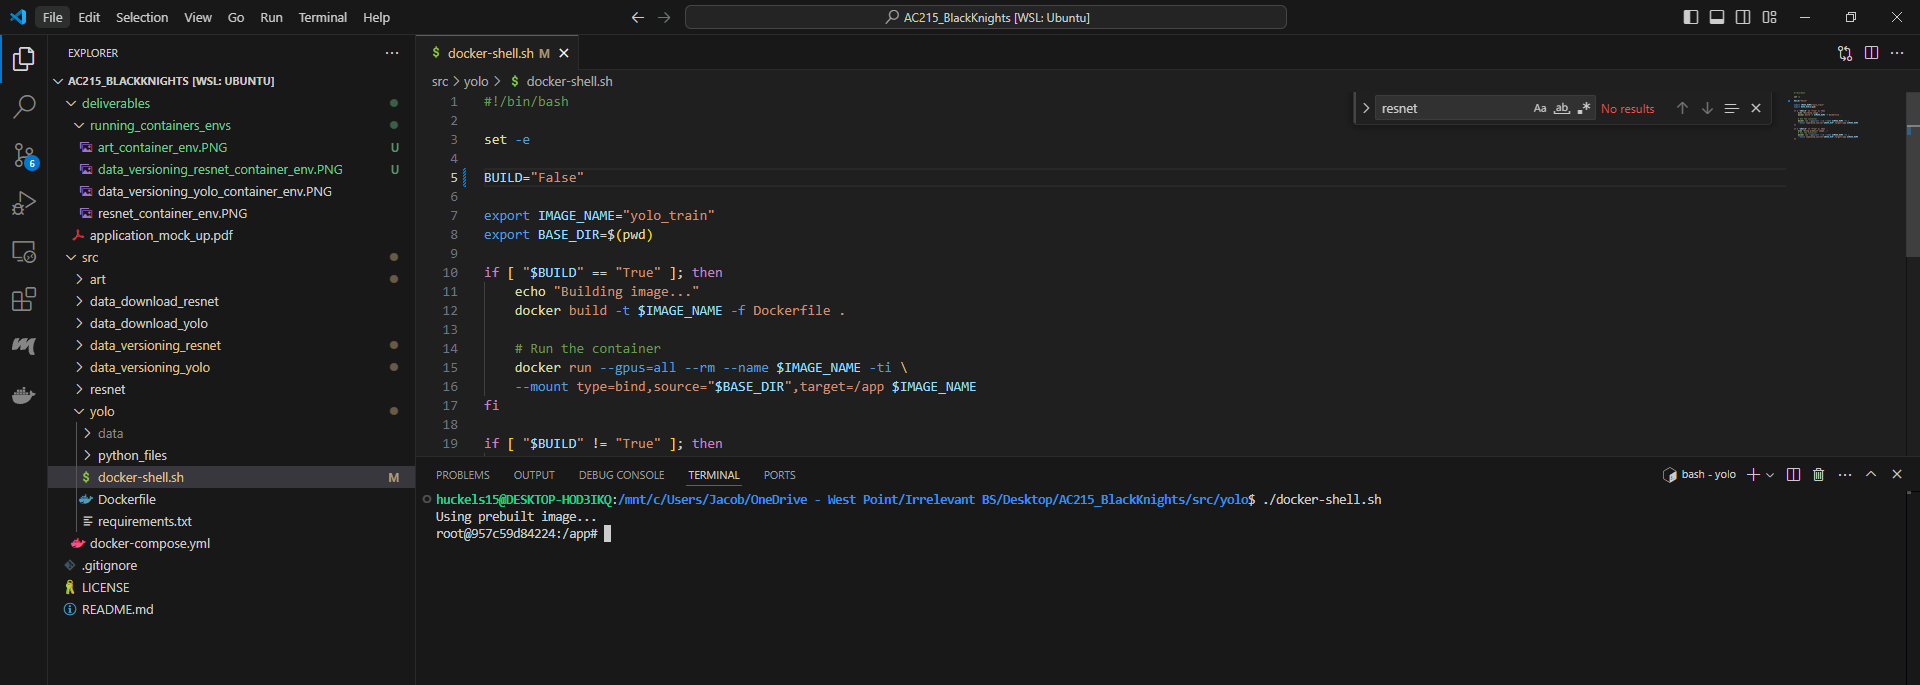 File Edit Selection View Go Run Terminal Help
AC215_BlackKnights [WSL: Ubuntu]
EXPLORER
AC215_BLACKKNIGHTS [WSL: UBUNTU]
deliverables
running_containers_envs
art_container_env.PNG U
data_versioning_resnet_container_env.PNG U
data_versioning_yolo_container_env.PNG
resnet_container_env.PNG
application_mock_up.pdf
src
art
data_download_resnet
data_download_yolo
data_versioning_resnet
data_versioning_yolo
resnet
yolo
data
python_files
docker-shell.sh M
Dockerfile
requirements.txt
docker-compose.yml
.gitignore
LICENSE
README.md
6
$ docker-shell.sh M
src > yolo > $ docker-shell.sh
resnet Aa ab No results
1 #!/bin/bash
2
3 set -e
4
5 BUILD="False"
6
7 export IMAGE_NAME="yolo_train"
8 export BASE_DIR=$(pwd)
9
10 if [ "$BUILD" == "True" ]; then
11 echo "Building image..."
12 docker build -t $IMAGE_NAME -f Dockerfile .
13
14 # Run the container
15 docker run --gpus=all --rm --name $IMAGE_NAME -ti \
16 --mount type=bind,source="$BASE_DIR",target=/app $IMAGE_NAME
17 fi
18
19 if [ "$BUILD" != "True" ]; then
PROBLEMS OUTPUT DEBUG CONSOLE TERMINAL PORTS
bash - yolo
huckels15@DESKTOP-HOD3IKQ:/mnt/c/Users/Jacob/OneDrive - West Point/Irrelevant BS/Desktop/AC215_BlackKnights/src/yolo$ ./docker-shell.sh
Using prebuilt image...
root@957c59d84224:/app#